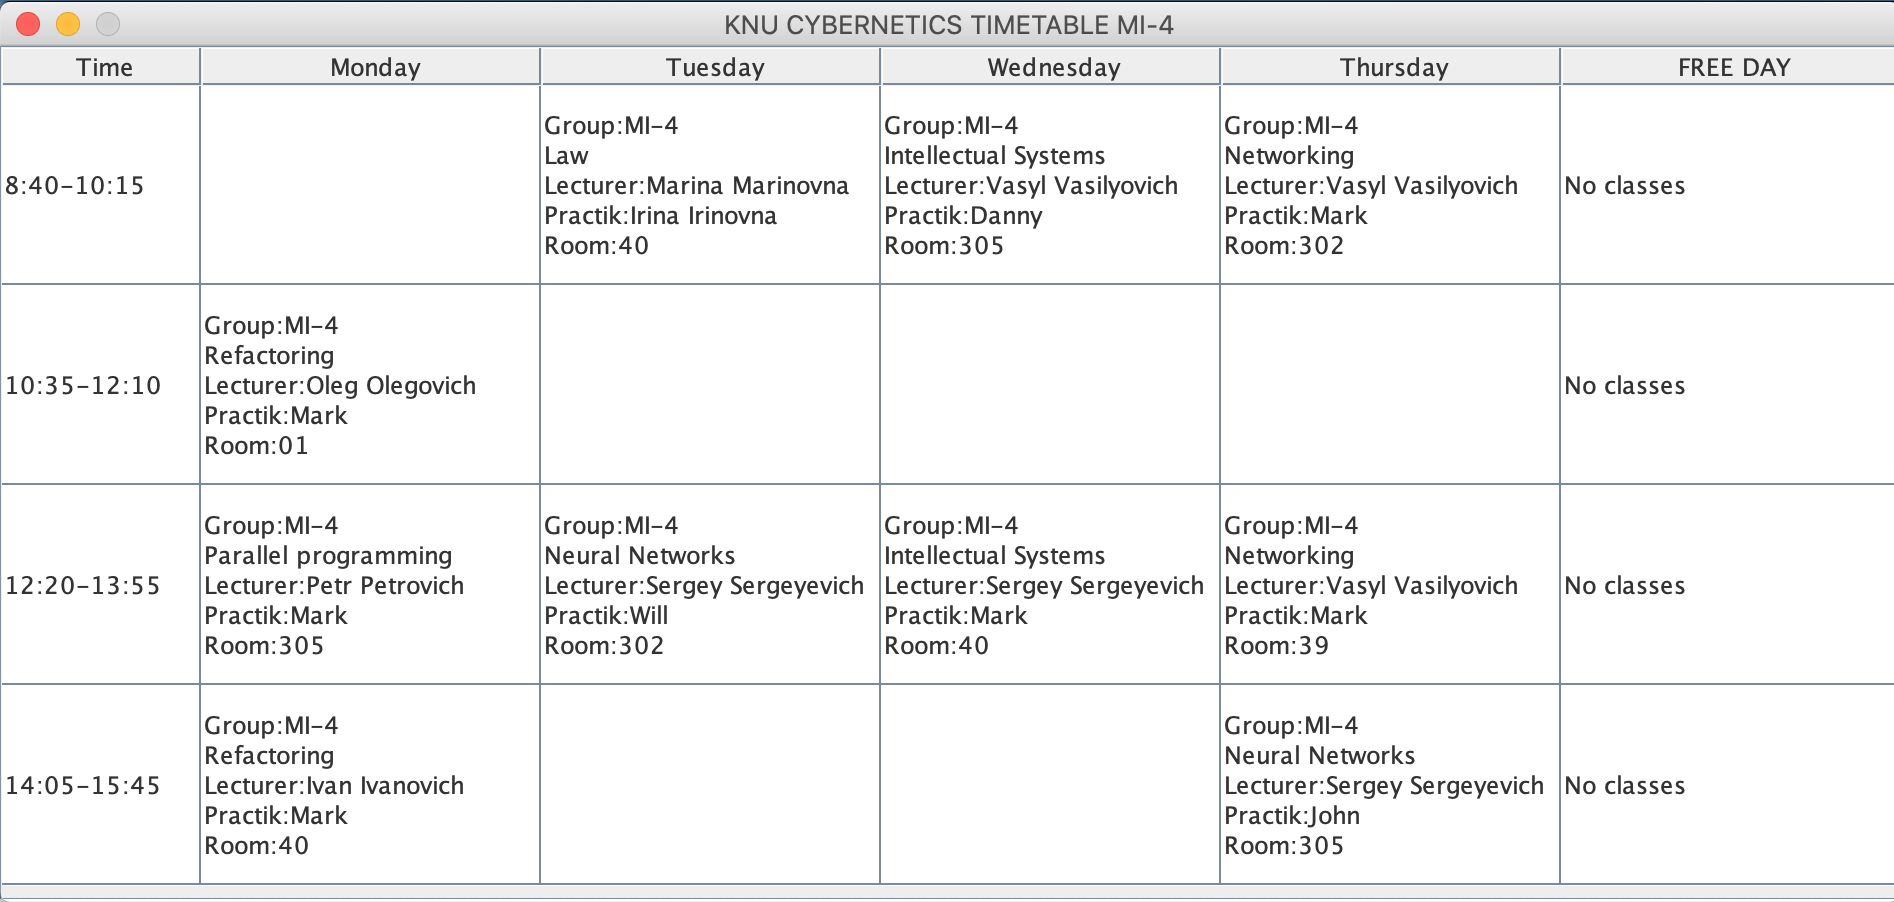 KNU CYBERNETICS TIMETABLE MI-4
Time
Monday
Tuesday
Wednesday
Thursday
FREE DAY
8:40-10:15
Group:MI-4
Law
Lecturer:Marina Marinovna
Practik:Irina Irinovna
Room:40
Group:MI-4
Intellectual Systems
Lecturer:Vasyl Vasilyovich
Practik:Danny
Room:305
Group:MI-4
Networking
Lecturer:Vasyl Vasilyovich
Practik:Mark
Room:302
No classes
10:35-12:10
Group:MI-4
Refactoring
Lecturer:Oleg Olegovich
Practik:Mark
Room:01
No classes
12:20-13:55
Group:MI-4
Parallel programming
Lecturer:Petr Petrovich
Practik:Mark
Room:305
Group:MI-4
Neural Networks
Lecturer:Sergey Sergeyevich
Practik:Will
Room:302
Group:MI-4
Intellectual Systems
Lecturer:Sergey Sergeyevich
Practik:Mark
Room:40
Group:MI-4
Networking
Lecturer:Vasyl Vasilyovich
Practik:Mark
Room:39
No classes
14:05-15:45
Group:MI-4
Refactoring
Lecturer:Ivan Ivanovich
Practik:Mark
Room:40
Group:MI-4
Neural Networks
Lecturer:Sergey Sergeyevich
Practik:John
Room:305
No classes